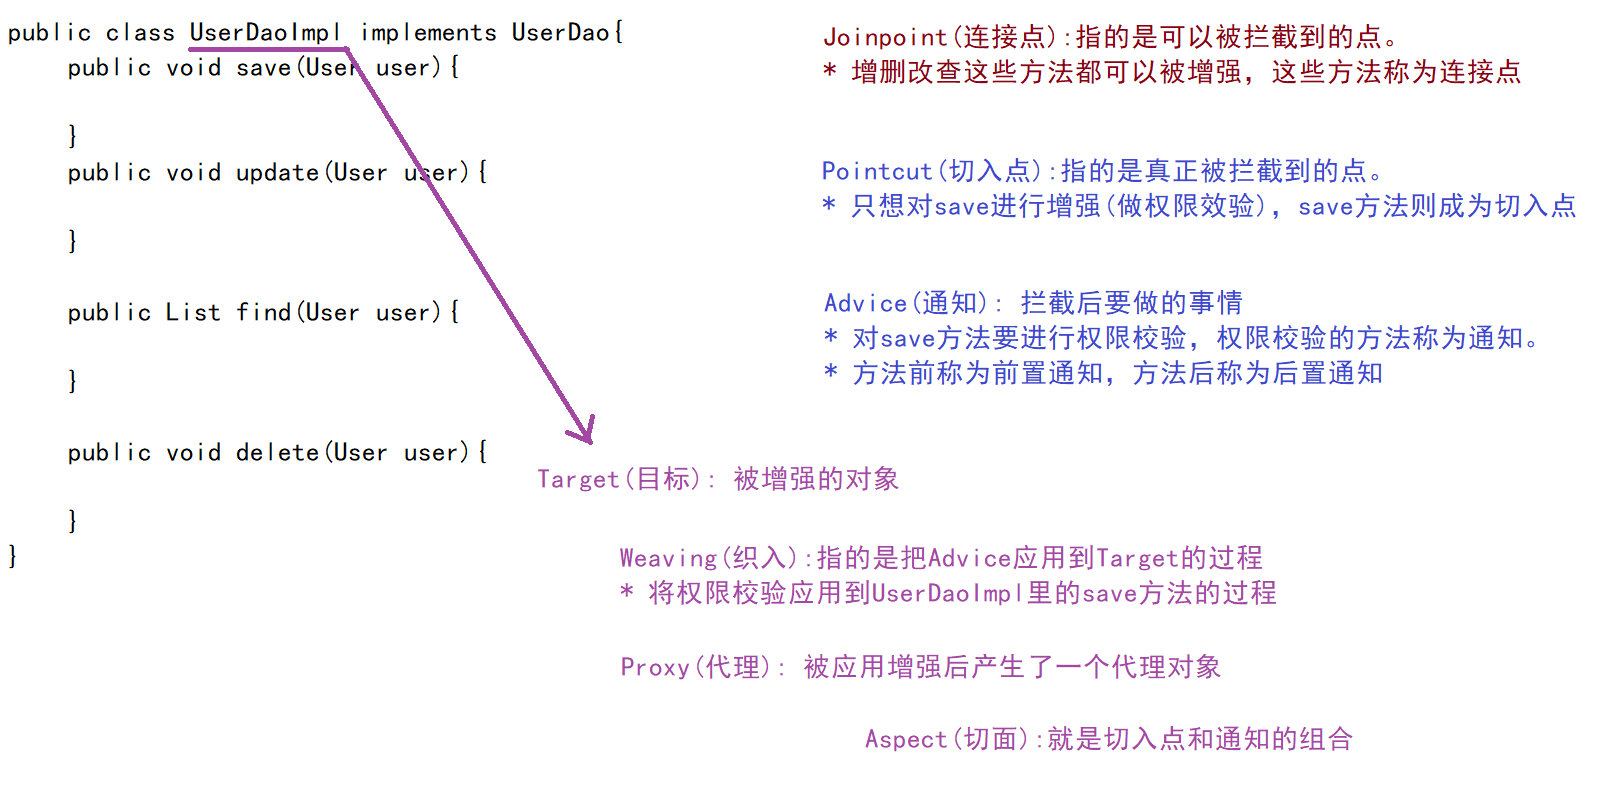 public class UserDaoImpl implements UserDao{
public void save(User user){
}
public void update(User user){
}
public List find(User user){
}
public void delete(User user){
}
}
Joinpoint(连接点):指的是可以被拦截到的点。
* 增删改查这些方法都可以被增强，这些方法称为连接点
Pointcut(切入点):指的是真正被拦截到的点。
* 只想对save进行增强(做权限效验)，save方法则成为切入点
Advice(通知): 拦截后要做的事情
* 对save方法要进行权限校验，权限校验的方法称为通知。
* 方法前称为前置通知，方法后称为后置通知
Target(目标): 被增强的对象
Weaving(织入):指的是把Advice应用到Target的过程
* 将权限校验应用到UserDaoImpl里的save方法的过程
Proxy(代理): 被应用增强后产生了一个代理对象
Aspect(切面):就是切入点和通知的组合